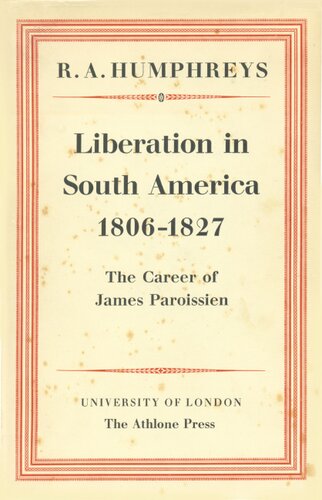 R. A. HUMPHREYS
Liberation in
South America
1806-1827
The Career of
James Paroissien
UNIVERSITY OF LONDON
The Athlone Press